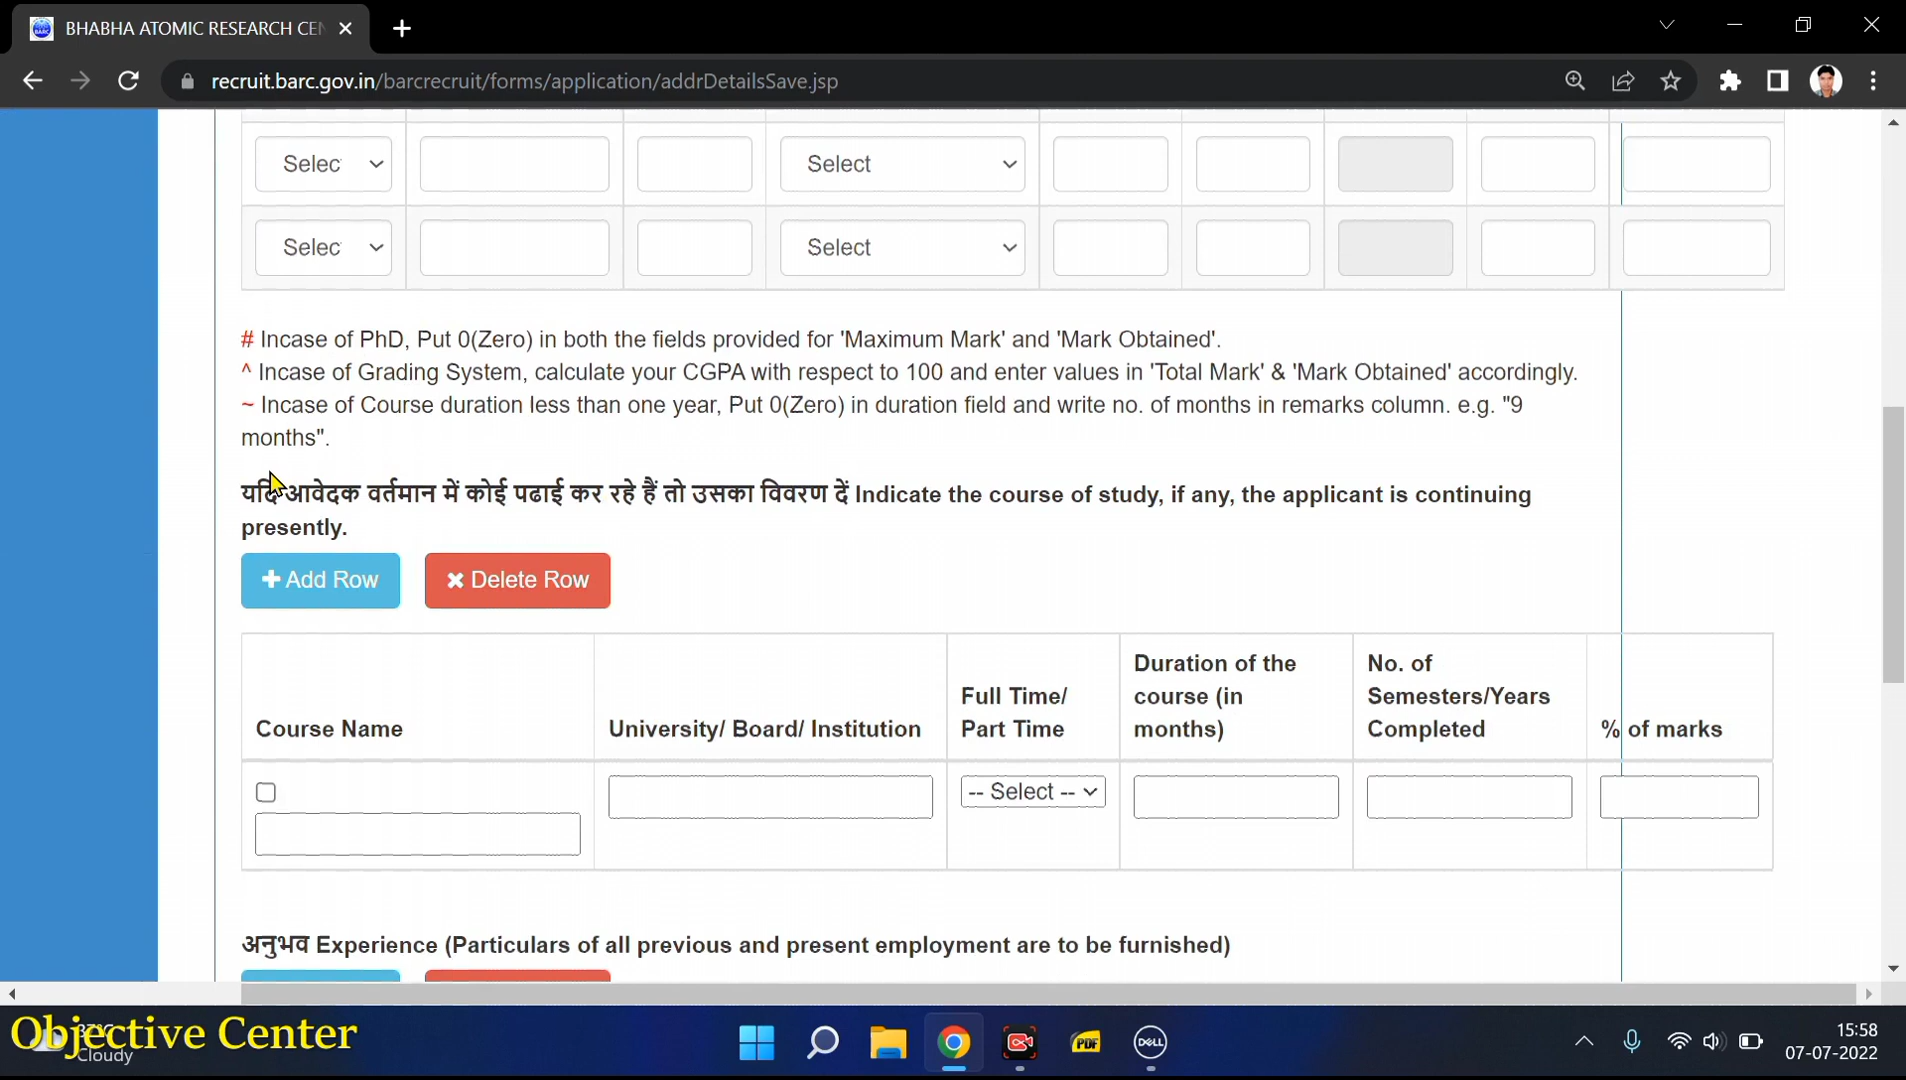 BHABHA ATOMIC RESEARCH CEN
recruit.barc.gov.in/barcrecruit/forms/application/addrDetailsSave.jsp
Selec Select
Selec Select
# Incase of PhD, Put 0(Zero) in both the fields provided for 'Maximum Mark' and 'Mark Obtained'.
^ Incase of Grading System, calculate your CGPA with respect to 100 and enter values in 'Total Mark' & 'Mark Obtained' accordingly.
~ Incase of Course duration less than one year, Put 0(Zero) in duration field and write no. of months in remarks column. e.g. "9
months".
यदि आवेदक वर्तमान में कोई पढाई कर रहे हैं तो उसका विवरण दें Indicate the course of study, if any, the applicant is continuing
presently.
+ Add Row × Delete Row
Course Name
University/ Board/ Institution
Full Time/
Part Time
Duration of the
course (in
months)
No. of
Semesters/Years
Completed
% of marks
-- Select --
अनुभव Experience (Particulars of all previous and present employment are to be furnished)
Objective Center
Cloudy
PDF
DELL
15:58
07-07-2022